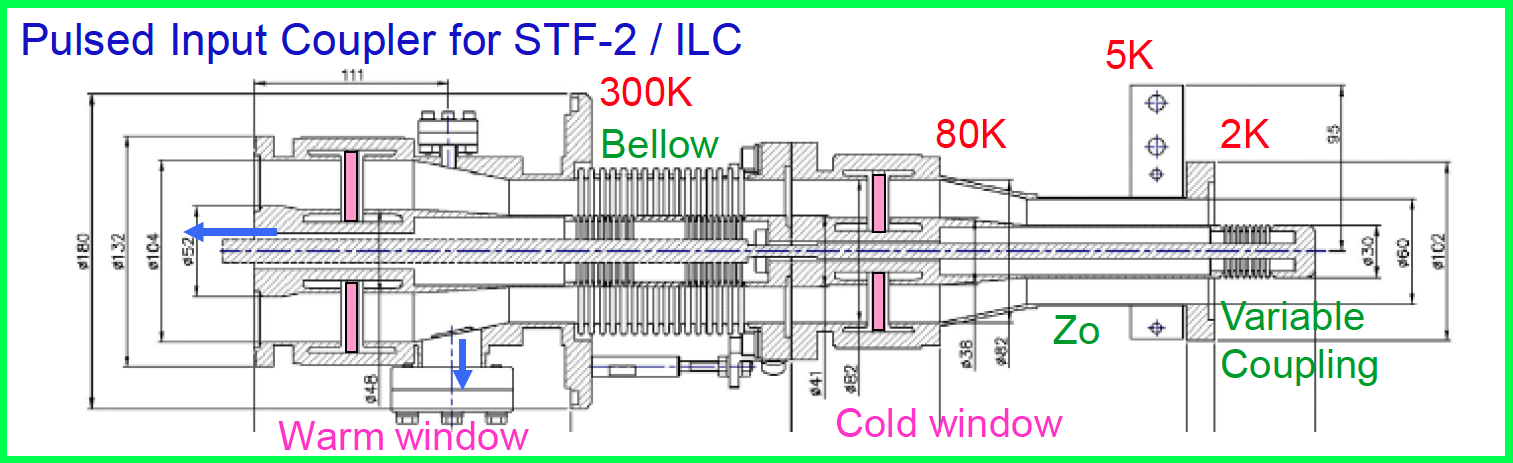 Pulsed Input Coupler for STF-2 / ILC
5K
111
300K
80K
2K
Bellow
95
ø180
ø132
ø104
ø52
ø48
ø41
ø82
ø38
ø82
ø30
ø60
ø102
Zo
Variable
Coupling
Warm window
Cold window